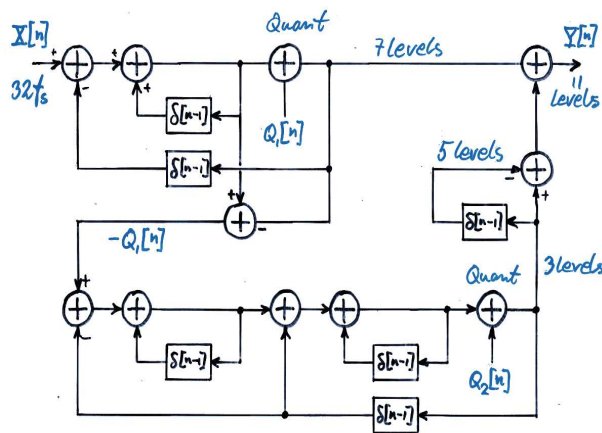 X[n]
Quant
7 levels
Y[n]
32fs
δ[n-1]
Q₁[n]
11
levels
δ[n-1]
5 levels
δ[n-1]
-Q₁[n]
Quant
3 levels
δ[n-1]
δ[n-1]
Q₂[n]
δ[n-1]